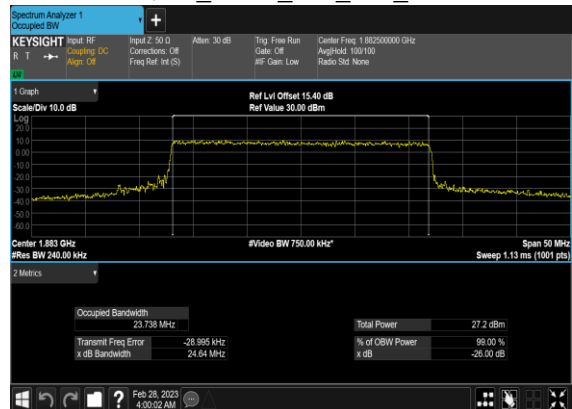 Spectrum Analyzer 1
Occupied BW
+
KEYSIGHT Input: RF Input Z: 50 Ω Atten: 30 dB Trig: Free Run Center Freq: 1.882500000 GHz
R T Coupling: DC Corrections: Off Gate: Off Avg|Hold: 100/100
Align: Off Freq Ref: Int (S) #IF Gain: Low Radio Std: None
1 Graph
Ref Lvl Offset 15.40 dB
Scale/Div 10.0 dB Ref Value 30.00 dBm
Log
20.0
10.0
0.00
-10.0
-20.0
-30.0
-40.0
-50.0
-60.0
Center 1.883 GHz #Video BW 750.00 kHz* Span 50 MHz
#Res BW 240.00 kHz Sweep 1.13 ms (1001 pts)
2 Metrics
Occupied Bandwidth
23.738 MHz Total Power 27.2 dBm
Transmit Freq Error -28.995 kHz % of OBW Power 99.00 %
x dB Bandwidth 24.64 MHz x dB -26.00 dB
? Feb 28, 2023
4:00:02 AM